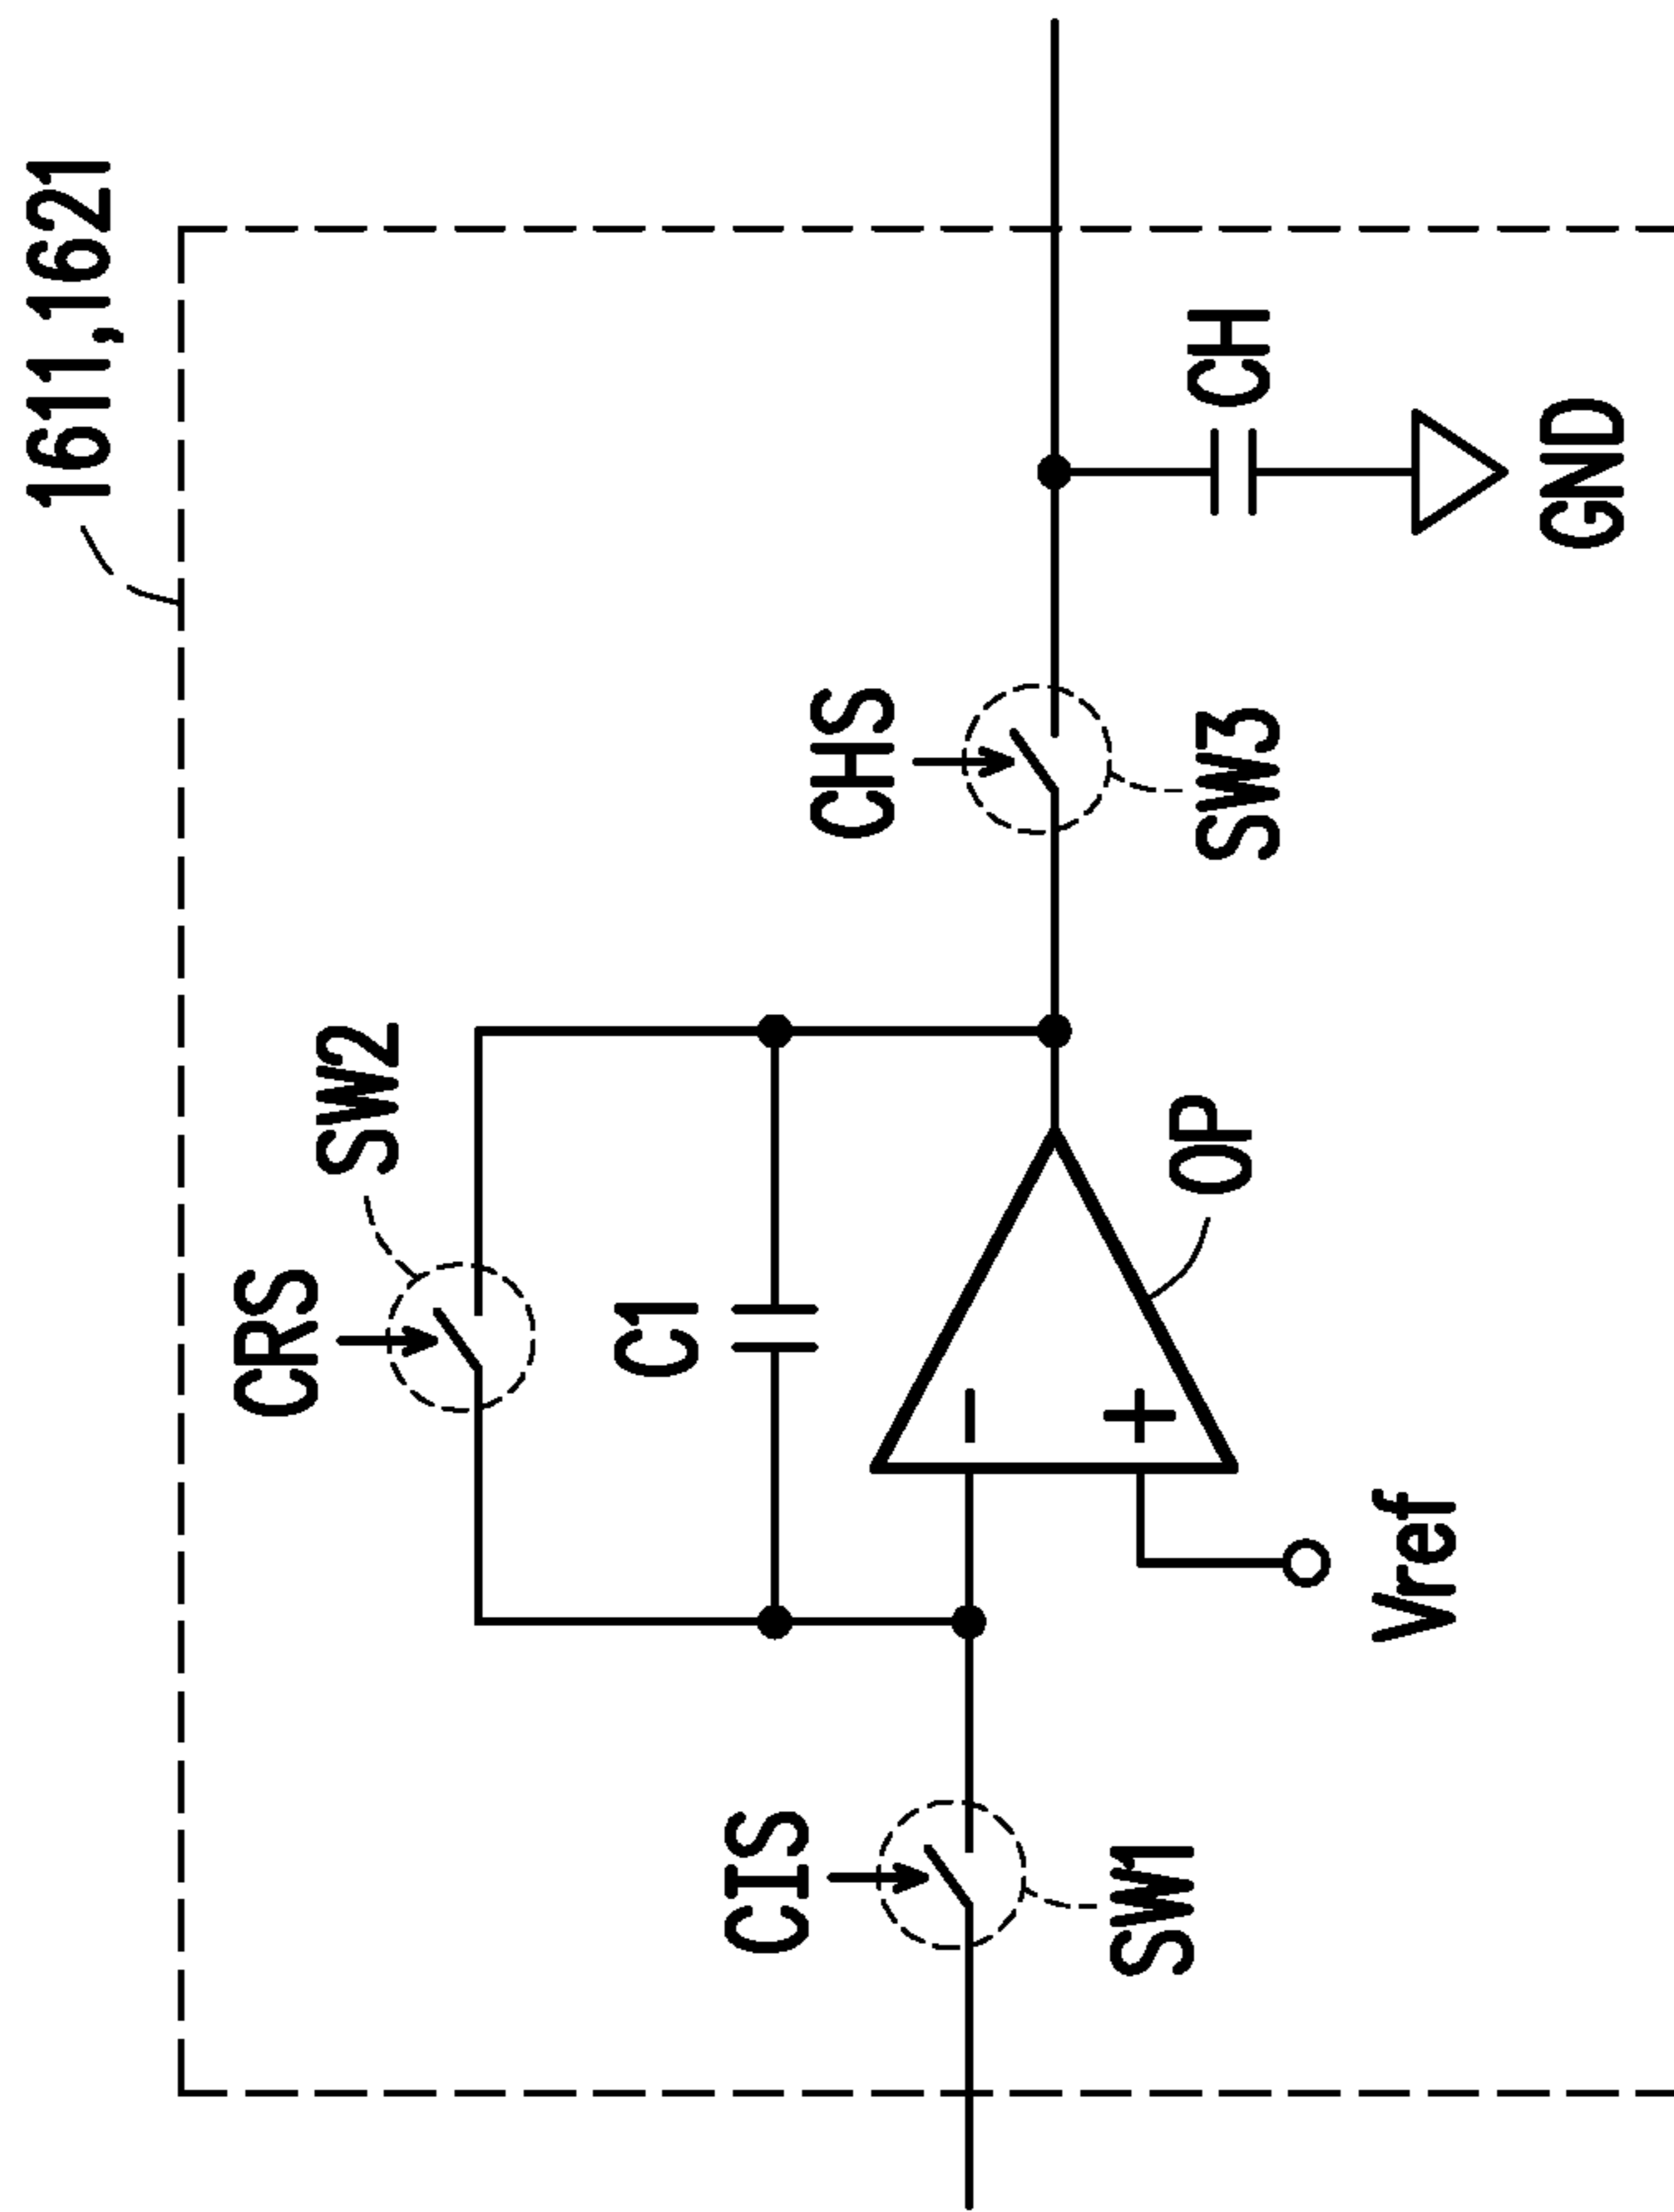 1611,1621
CRS
SW2
C1
CIS
SW1
CHS
SW3
CH
GND
−
+
OP
Vref